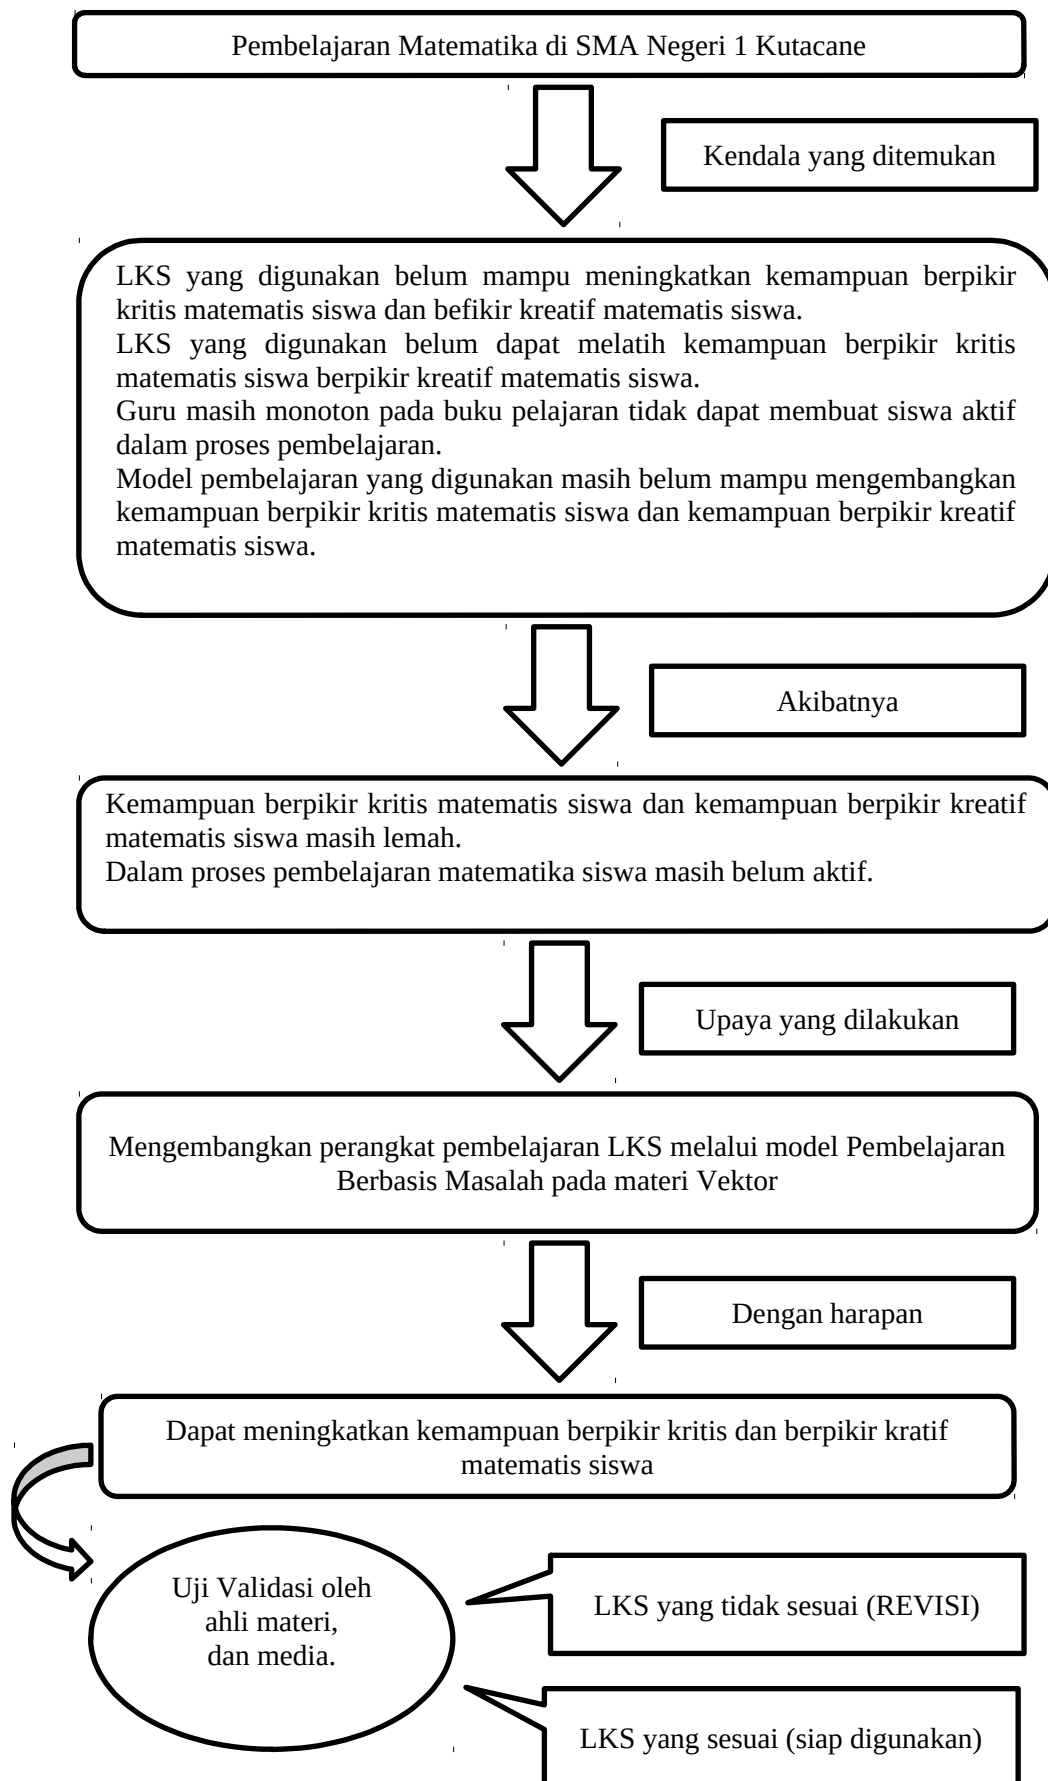 Pembelajaran Matematika di SMA Negeri 1 Kutacane
Kendala yang ditemukan
LKS yang digunakan belum mampu meningkatkan kemampuan berpikir
kritis matematis siswa dan befikir kreatif matematis siswa.
LKS yang digunakan belum dapat melatih kemampuan berpikir kritis
matematis siswa berpikir kreatif matematis siswa.
Guru masih monoton pada buku pelajaran tidak dapat membuat siswa aktif
dalam proses pembelajaran.
Model pembelajaran yang digunakan masih belum mampu mengembangkan
kemampuan berpikir kritis matematis siswa dan kemampuan berpikir kreatif
matematis siswa.
Akibatnya
Kemampuan berpikir kritis matematis siswa dan kemampuan berpikir kreatif
matematis siswa masih lemah.
Dalam proses pembelajaran matematika siswa masih belum aktif.
Upaya yang dilakukan
Mengembangkan perangkat pembelajaran LKS melalui model Pembelajaran
Berbasis Masalah pada materi Vektor
Dengan harapan
Dapat meningkatkan kemampuan berpikir kritis dan berpikir kratif
matematis siswa
Uji Validasi oleh
ahli materi,
dan media.
LKS yang tidak sesuai (REVISI)
LKS yang sesuai (siap digunakan)